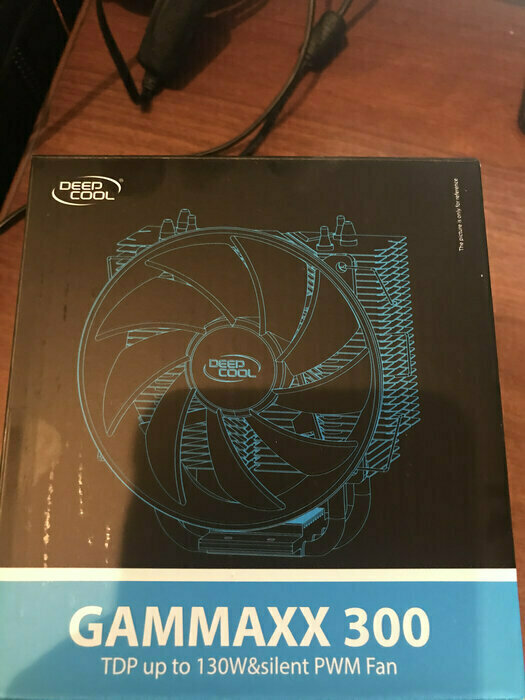 DEEP
COOL
The picture is only for reference
DEEP
COOL
GAMMAXX 300
TDP up to 130W&silent PWM Fan